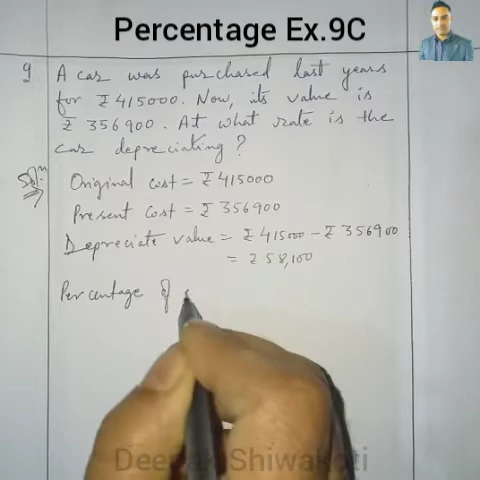 Percentage Ex.9C
9 A car was purchased last years
for ₹415000. Now, its value is
₹ 356900. At what rate is the
car depreciating?
Solⁿ Original cost = ₹415000
Present cost = ₹356900
Depreciate value = ₹415000 - ₹356900
= ₹58,100
Percentage of
Deepak Shiwakoti